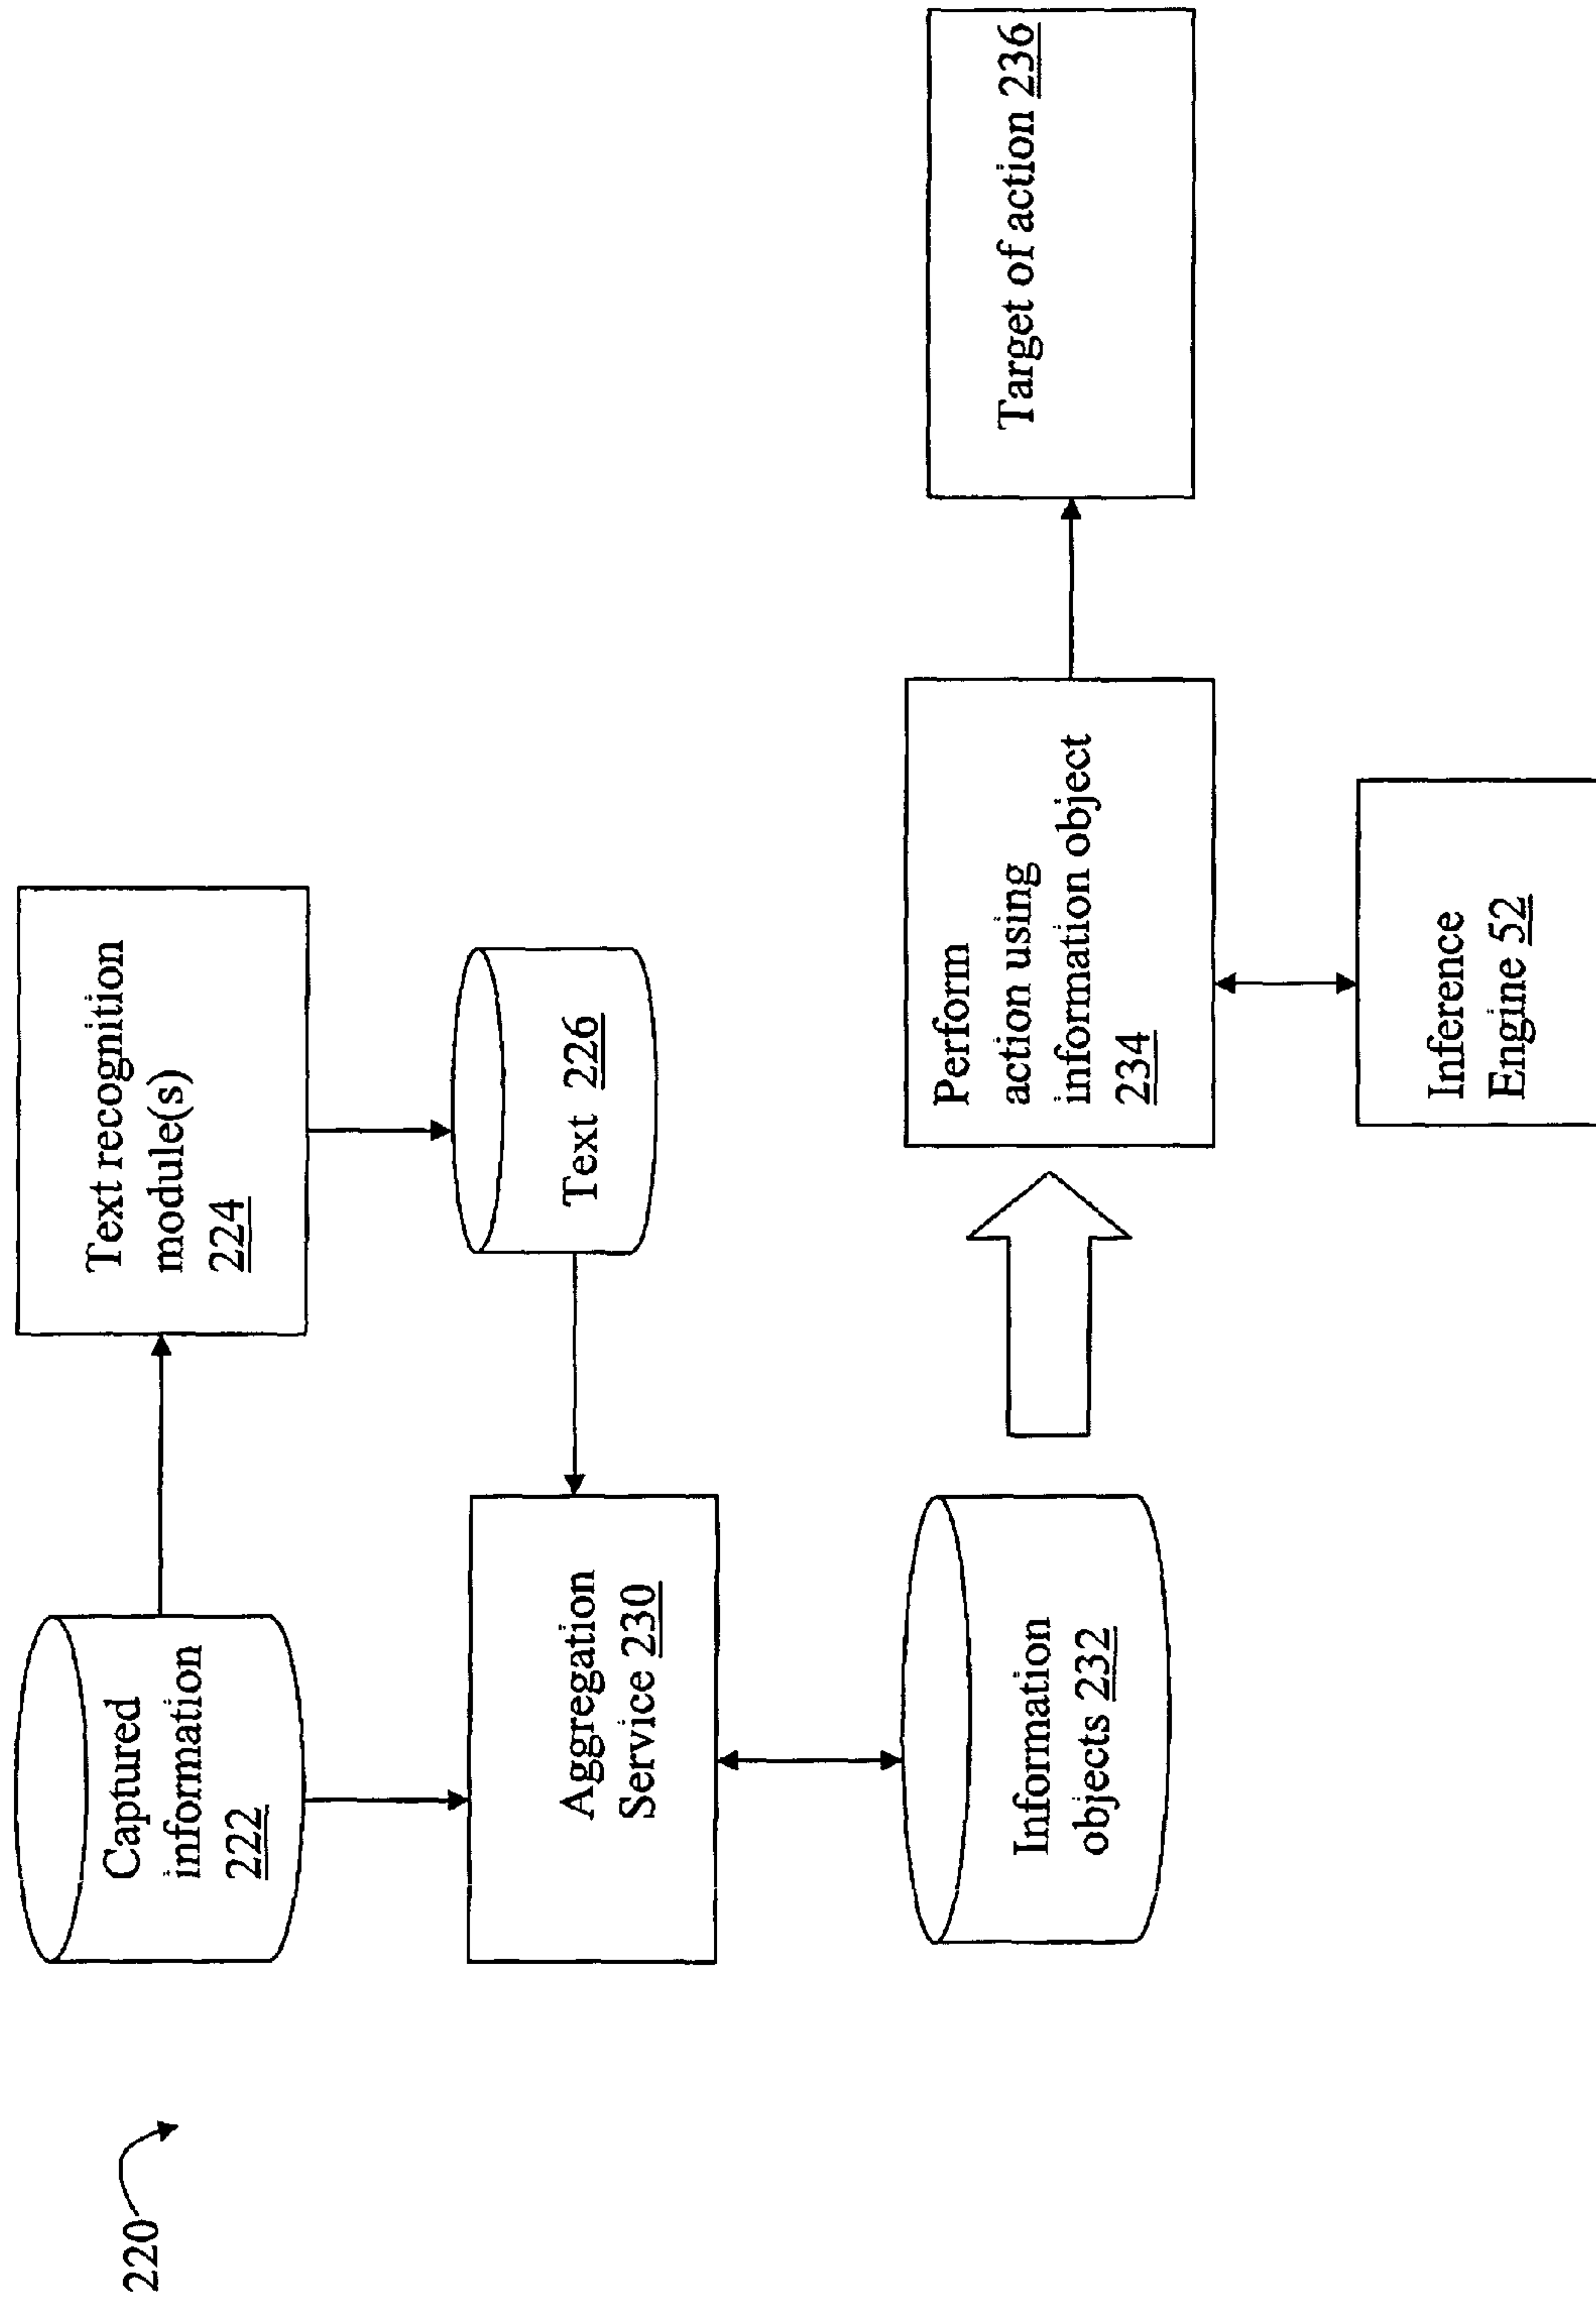 220
Captured
information
222
Text recognition
module(s)
224
Aggregation
Service 230
Text 226
Information
objects 232
Perform
action using
information object
234
Target of action 236
Inference
Engine 52